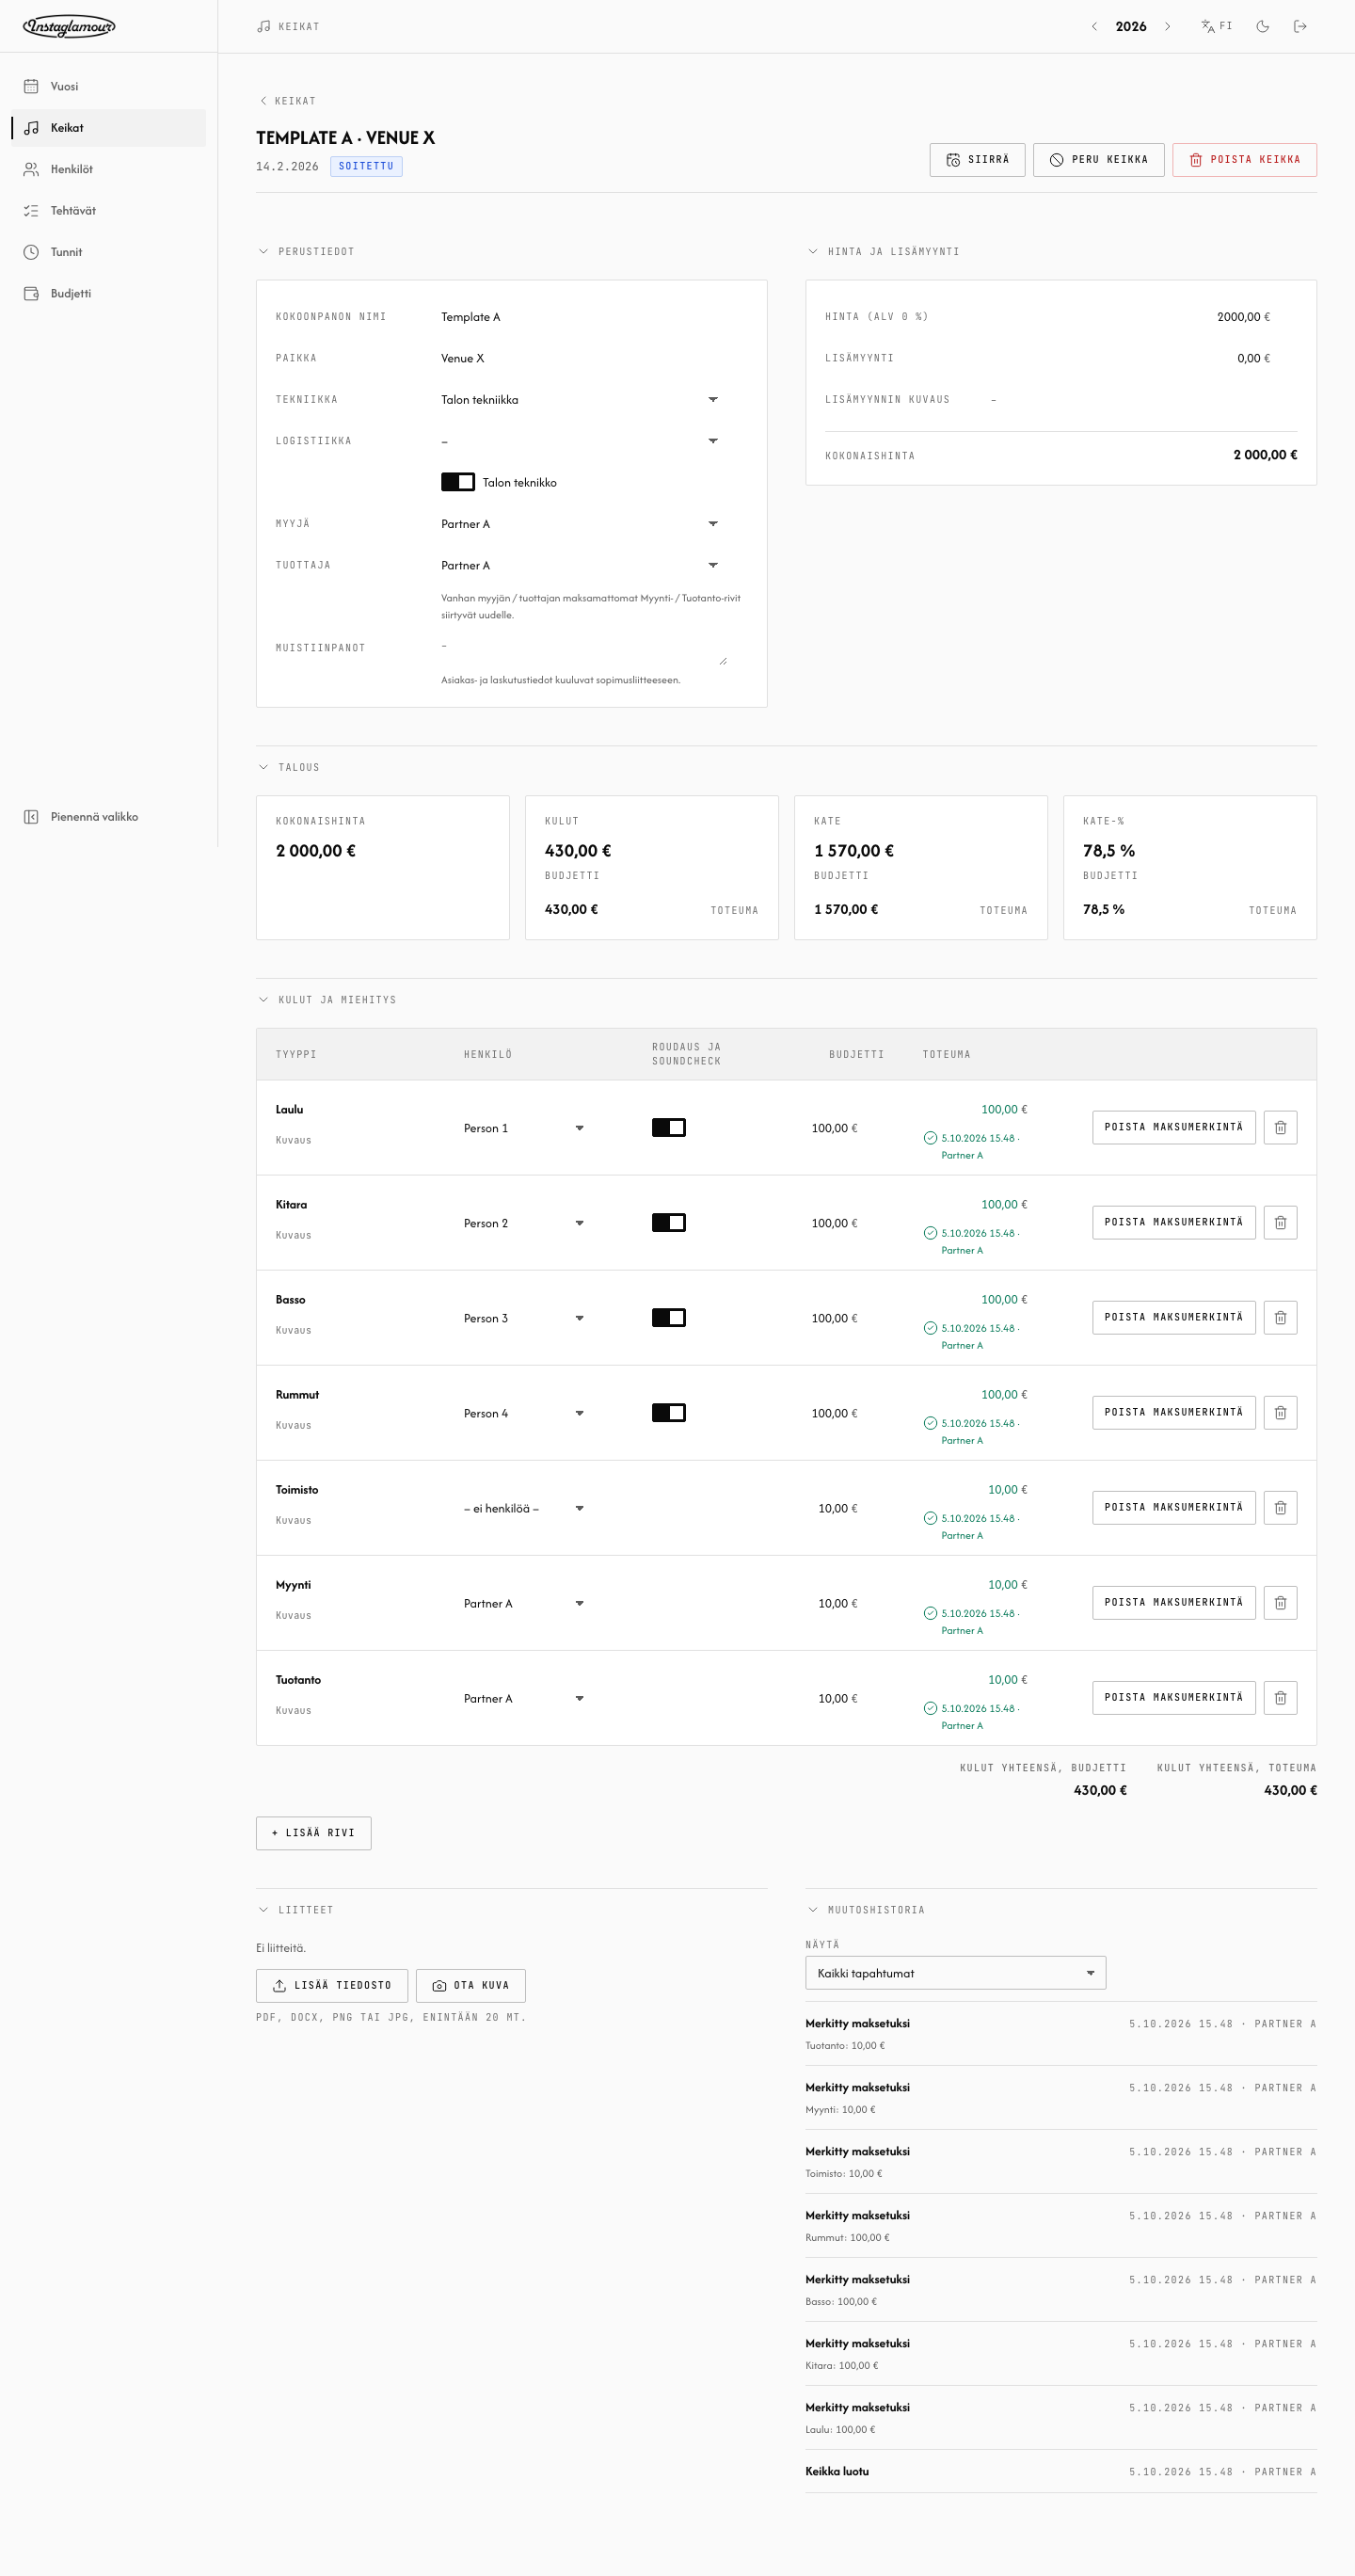 Instaglamour
KEIKAT
2026
FI
Vuosi
Keikat
Henkilöt
Tehtävät
Tunnit
Budjetti
Pienennä valikko
KEIKAT
TEMPLATE A · VENUE X
14.2.2026 SOITETTU
SIIRRÄ
PERU KEIKKA
POISTA KEIKKA
PERUSTIEDOT
KOKOONPANON NIMI Template A
PAIKKA Venue X
TEKNIIKKA Talon tekniikka
LOGISTIIKKA –
Talon teknikko
MYYJÄ Partner A
TUOTTAJA Partner A
Vanhan myyjän / tuottajan maksamattomat Myynti- / Tuotanto-rivit
siirtyvät uudelle.
MUISTIINPANOT –
Asiakas- ja laskutustiedot kuuluvat sopimusliitteeseen.
HINTA JA LISÄMYYNTI
HINTA (ALV 0 %) 2000,00 €
LISÄMYYNTI 0,00 €
LISÄMYYNNIN KUVAUS –
KOKONAISHINTA 2 000,00 €
TALOUS
KOKONAISHINTA
2 000,00 €
KULUT
430,00 €
BUDJETTI
430,00 € TOTEUMA
KATE
1 570,00 €
BUDJETTI
1 570,00 € TOTEUMA
KATE-%
78,5 %
BUDJETTI
78,5 % TOTEUMA
KULUT JA MIEHITYS
TYYPPI HENKILÖ ROUDAUS JA SOUNDCHECK BUDJETTI TOTEUMA
Laulu
Kuvaus
Person 1 100,00 € 100,00 €
5.10.2026 15.48 ·
Partner A
POISTA MAKSUMERKINTÄ
Kitara
Kuvaus
Person 2 100,00 € 100,00 €
5.10.2026 15.48 ·
Partner A
POISTA MAKSUMERKINTÄ
Basso
Kuvaus
Person 3 100,00 € 100,00 €
5.10.2026 15.48 ·
Partner A
POISTA MAKSUMERKINTÄ
Rummut
Kuvaus
Person 4 100,00 € 100,00 €
5.10.2026 15.48 ·
Partner A
POISTA MAKSUMERKINTÄ
Toimisto
Kuvaus
– ei henkilöä – 10,00 € 10,00 €
5.10.2026 15.48 ·
Partner A
POISTA MAKSUMERKINTÄ
Myynti
Kuvaus
Partner A 10,00 € 10,00 €
5.10.2026 15.48 ·
Partner A
POISTA MAKSUMERKINTÄ
Tuotanto
Kuvaus
Partner A 10,00 € 10,00 €
5.10.2026 15.48 ·
Partner A
POISTA MAKSUMERKINTÄ
KULUT YHTEENSÄ, BUDJETTI KULUT YHTEENSÄ, TOTEUMA
430,00 € 430,00 €
+ LISÄÄ RIVI
LIITTEET
Ei liitteitä.
LISÄÄ TIEDOSTO
OTA KUVA
PDF, DOCX, PNG TAI JPG, ENINTÄÄN 20 MT.
MUUTOSHISTORIA
NÄYTÄ
Kaikki tapahtumat
Merkitty maksetuksi 5.10.2026 15.48 · PARTNER A
Tuotanto: 10,00 €
Merkitty maksetuksi 5.10.2026 15.48 · PARTNER A
Myynti: 10,00 €
Merkitty maksetuksi 5.10.2026 15.48 · PARTNER A
Toimisto: 10,00 €
Merkitty maksetuksi 5.10.2026 15.48 · PARTNER A
Rummut: 100,00 €
Merkitty maksetuksi 5.10.2026 15.48 · PARTNER A
Basso: 100,00 €
Merkitty maksetuksi 5.10.2026 15.48 · PARTNER A
Kitara: 100,00 €
Merkitty maksetuksi 5.10.2026 15.48 · PARTNER A
Laulu: 100,00 €
Keikka luotu 5.10.2026 15.48 · PARTNER A